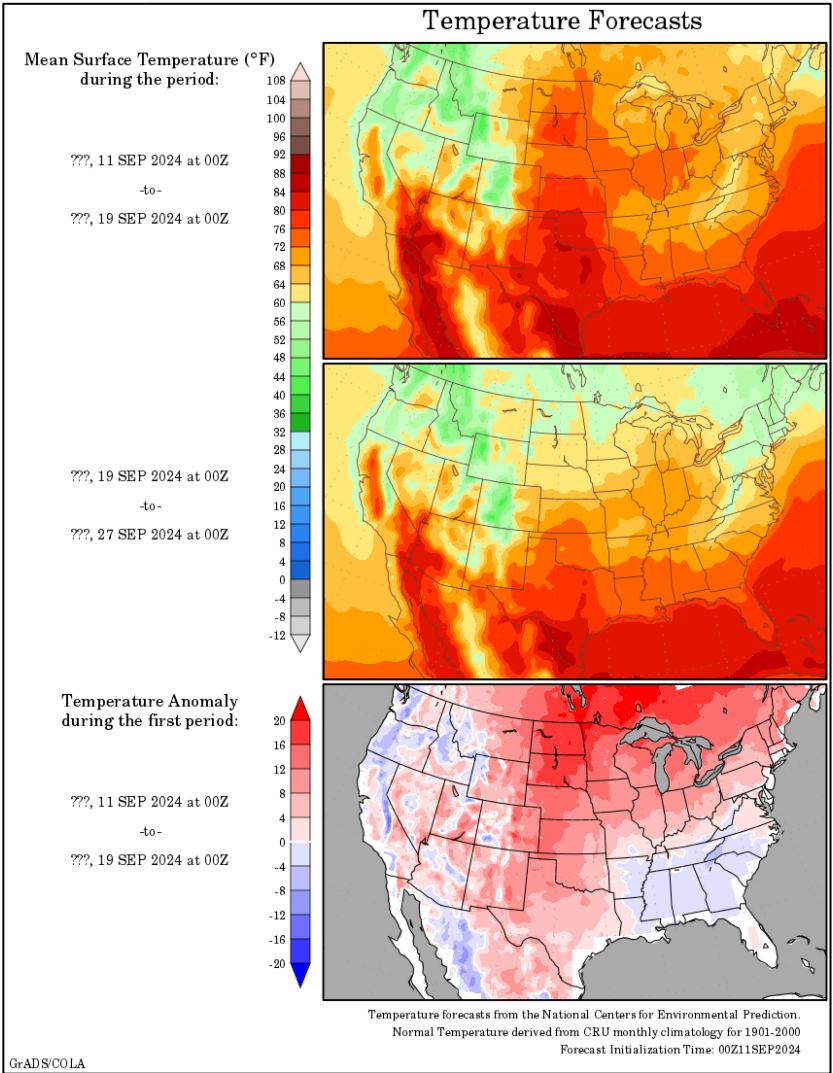 Temperature Forecasts
Mean Surface Temperature (°F)
during the period:
???, 11 SEP 2024 at 00Z
-to-
???, 19 SEP 2024 at 00Z
108
104
100
96
92
88
84
80
76
72
68
64
60
56
52
48
44
40
36
32
28
24
20
16
12
8
4
0
-4
-8
-12
???, 19 SEP 2024 at 00Z
-to-
???, 27 SEP 2024 at 00Z
Temperature Anomaly
during the first period:
???, 11 SEP 2024 at 00Z
-to-
???, 19 SEP 2024 at 00Z
20
16
12
8
4
0
-4
-8
-12
-16
-20
Temperature forecasts from the National Centers for Environmental Prediction.
Normal Temperature derived from CRU monthly climatology for 1901-2000
Forecast Initialization Time: 00Z11SEP2024
GrADS/COLA